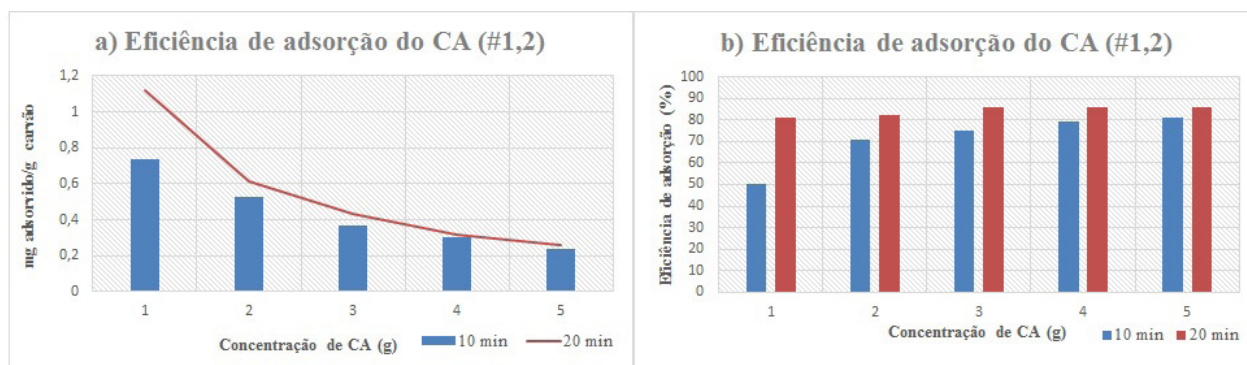 a) Eficiência de adsorção do CA (#1,2)
mg adsorvido/g carvão
1,2
1
0,8
0,6
0,4
0,2
0
1 2 3 4 5
Concentração de CA (g)
10 min 20 min
b) Eficiência de adsorção do CA (#1,2)
Eficiência de adsorção (%)
100
90
80
70
60
50
40
30
20
10
0
1 2 3 4 5
Concentração de CA (g)
10 min 20 min